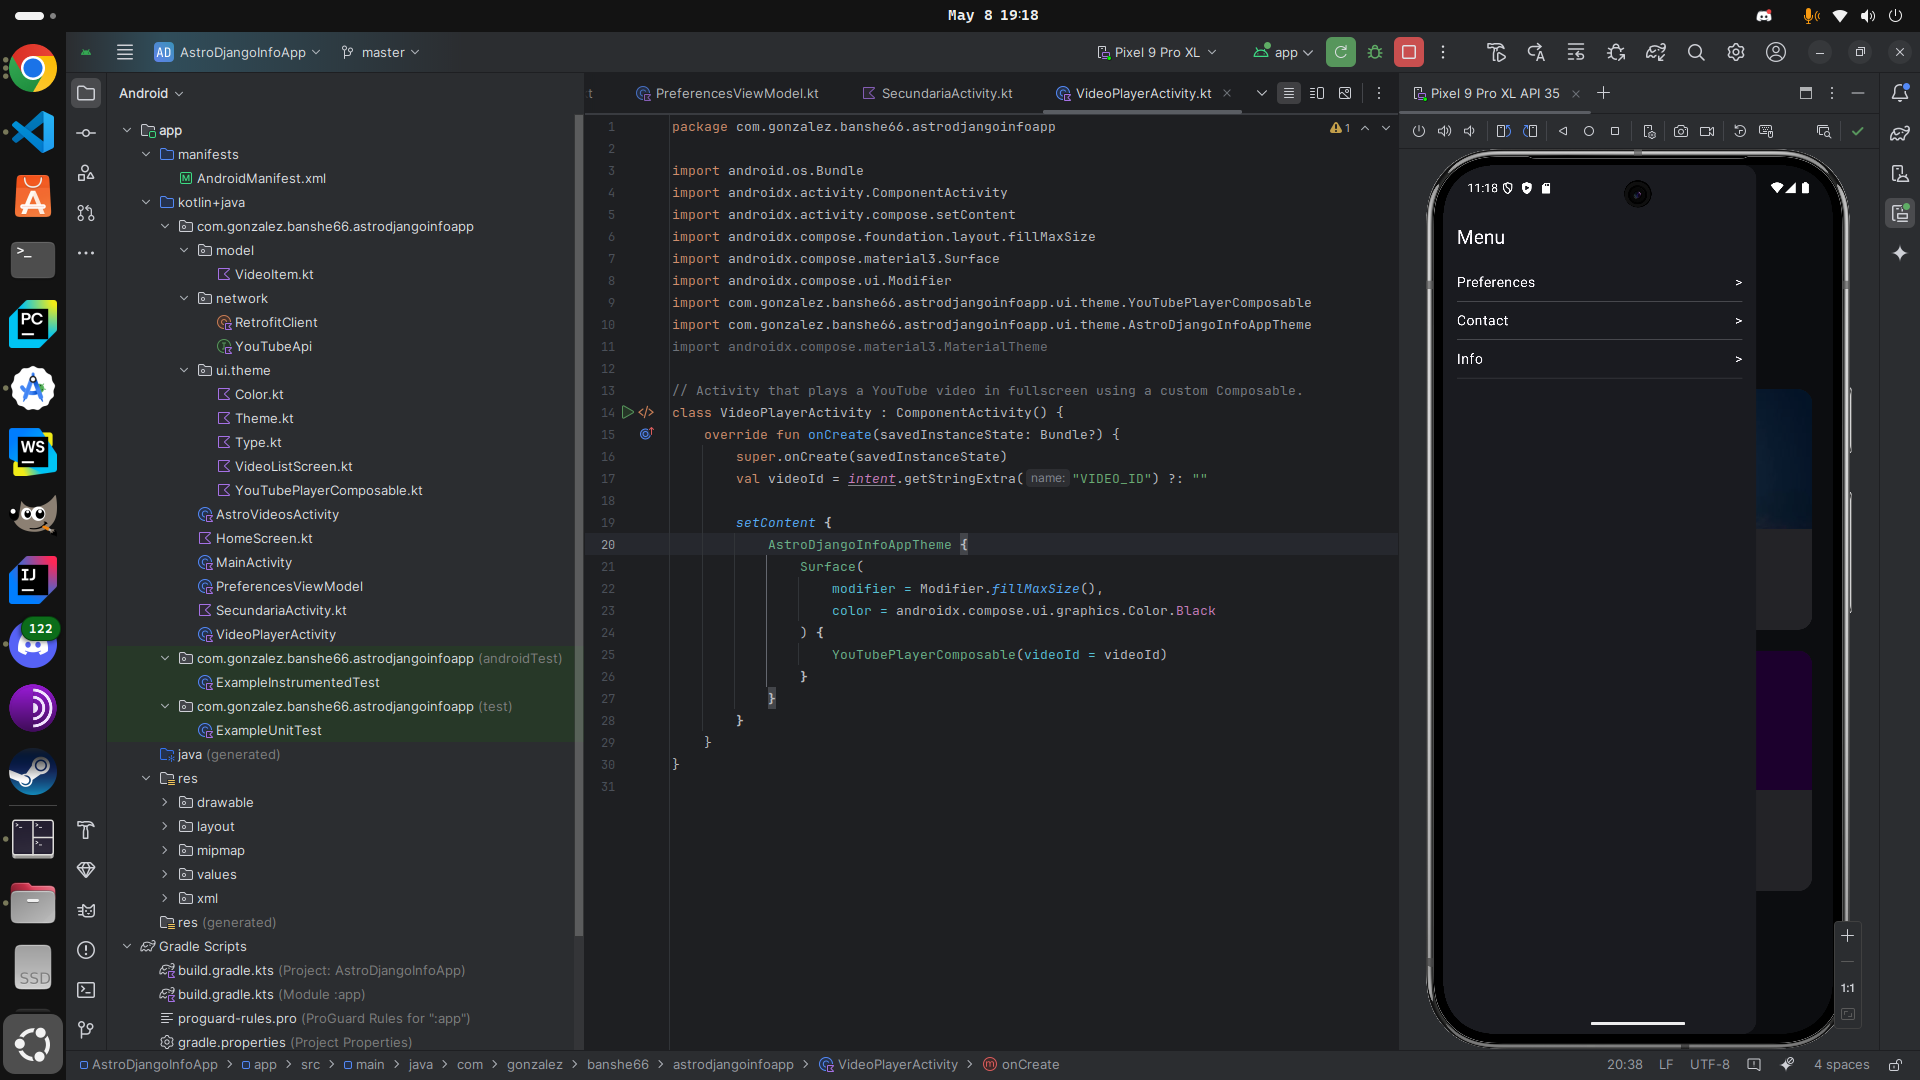 May 8 19:18
AD AstroDjangoInfoApp
master
Pixel 9 Pro XL
app
Android
PreferencesViewModel.kt
SecundariaActivity.kt
VideoPlayerActivity.kt
Pixel 9 Pro XL API 35
app
manifests
AndroidManifest.xml
kotlin+java
com.gonzalez.banshe66.astrodjangoinfoapp
model
VideoItem.kt
network
RetrofitClient
YouTubeApi
ui.theme
Color.kt
Theme.kt
Type.kt
VideoListScreen.kt
YouTubePlayerComposable.kt
AstroVideosActivity
HomeScreen.kt
MainActivity
PreferencesViewModel
SecundariaActivity.kt
VideoPlayerActivity
com.gonzalez.banshe66.astrodjangoinfoapp (androidTest)
ExampleInstrumentedTest
com.gonzalez.banshe66.astrodjangoinfoapp (test)
ExampleUnitTest
java (generated)
res
drawable
layout
mipmap
values
xml
res (generated)
Gradle Scripts
build.gradle.kts (Project: AstroDjangoInfoApp)
build.gradle.kts (Module :app)
proguard-rules.pro (ProGuard Rules for ":app")
gradle.properties (Project Properties)
1 package com.gonzalez.banshe66.astrodjangoinfoapp
2
3 import android.os.Bundle
4 import androidx.activity.ComponentActivity
5 import androidx.activity.compose.setContent
6 import androidx.compose.foundation.layout.fillMaxSize
7 import androidx.compose.material3.Surface
8 import androidx.compose.ui.Modifier
9 import com.gonzalez.banshe66.astrodjangoinfoapp.ui.theme.YouTubePlayerComposable
10 import com.gonzalez.banshe66.astrodjangoinfoapp.ui.theme.AstroDjangoInfoAppTheme
11 import androidx.compose.material3.MaterialTheme
12
13 // Activity that plays a YouTube video in fullscreen using a custom Composable.
14 class VideoPlayerActivity : ComponentActivity() {
15 override fun onCreate(savedInstanceState: Bundle?) {
16 super.onCreate(savedInstanceState)
17 val videoId = intent.getStringExtra( name: "VIDEO_ID") ?: ""
18
19 setContent {
20 AstroDjangoInfoAppTheme {
21 Surface(
22 modifier = Modifier.fillMaxSize(),
23 color = androidx.compose.ui.graphics.Color.Black
24 ) {
25 YouTubePlayerComposable(videoId = videoId)
26 }
27 }
28 }
29 }
30 }
31
1
11:18
Menu
Preferences >
Contact >
Info >
1:1
PC
WS
IJ
122
SSD
AstroDjangoInfoApp > app > src > main > java > com > gonzalez > banshe66 > astrodjangoinfoapp > VideoPlayerActivity > onCreate
20:38 LF UTF-8 4 spaces